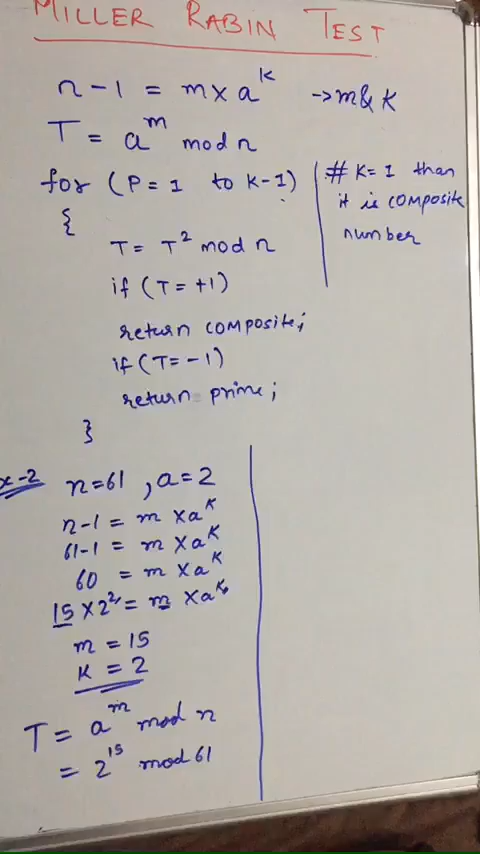 MILLER RABIN TEST
n-1 = m x a^k → m & k
T = a^m mod n
for (P = 1 to k-1)
{
T = T^2 mod n
if (T = +1)
return composite;
if (T = -1)
return prime;
}
# K=1 than
it is composite
number
x-2 n=61 , a=2
n-1 = m x a^k
61-1 = m x a^k
60 = m x a^k
15 x 2^2 = m x a^k
m = 15
K = 2
T = a^m mod n
= 2^15 mod 61